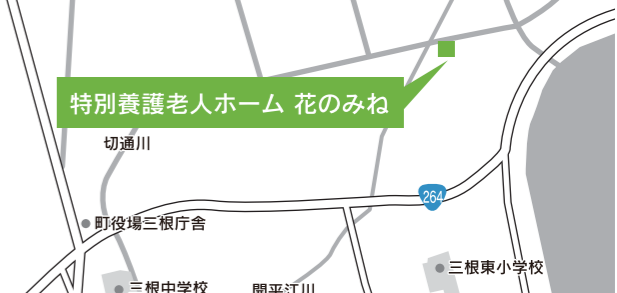 特別養護老人ホーム 花のみね
切通川
264
町役場三根庁舎
三根東小学校
三根中学校
開平江川